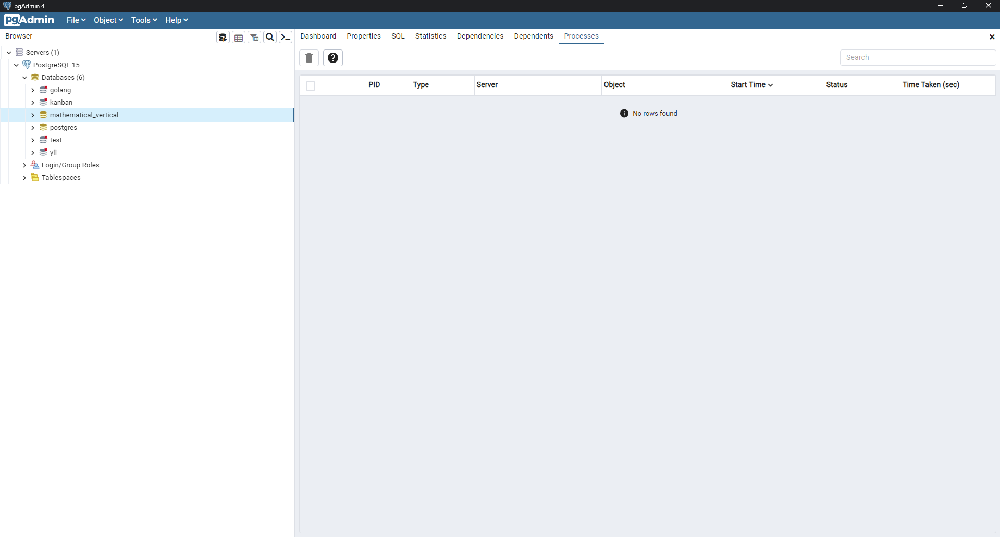 pgAdmin 4
pgAdmin File Object Tools Help
Browser
Dashboard Properties SQL Statistics Dependencies Dependents Processes
Servers (1)
PostgreSQL 15
Databases (6)
golang
kanban
mathematical_vertical
postgres
test
yii
Login/Group Roles
Tablespaces
Search
PID Type Server Object Start Time Status Time Taken (sec)
No rows found